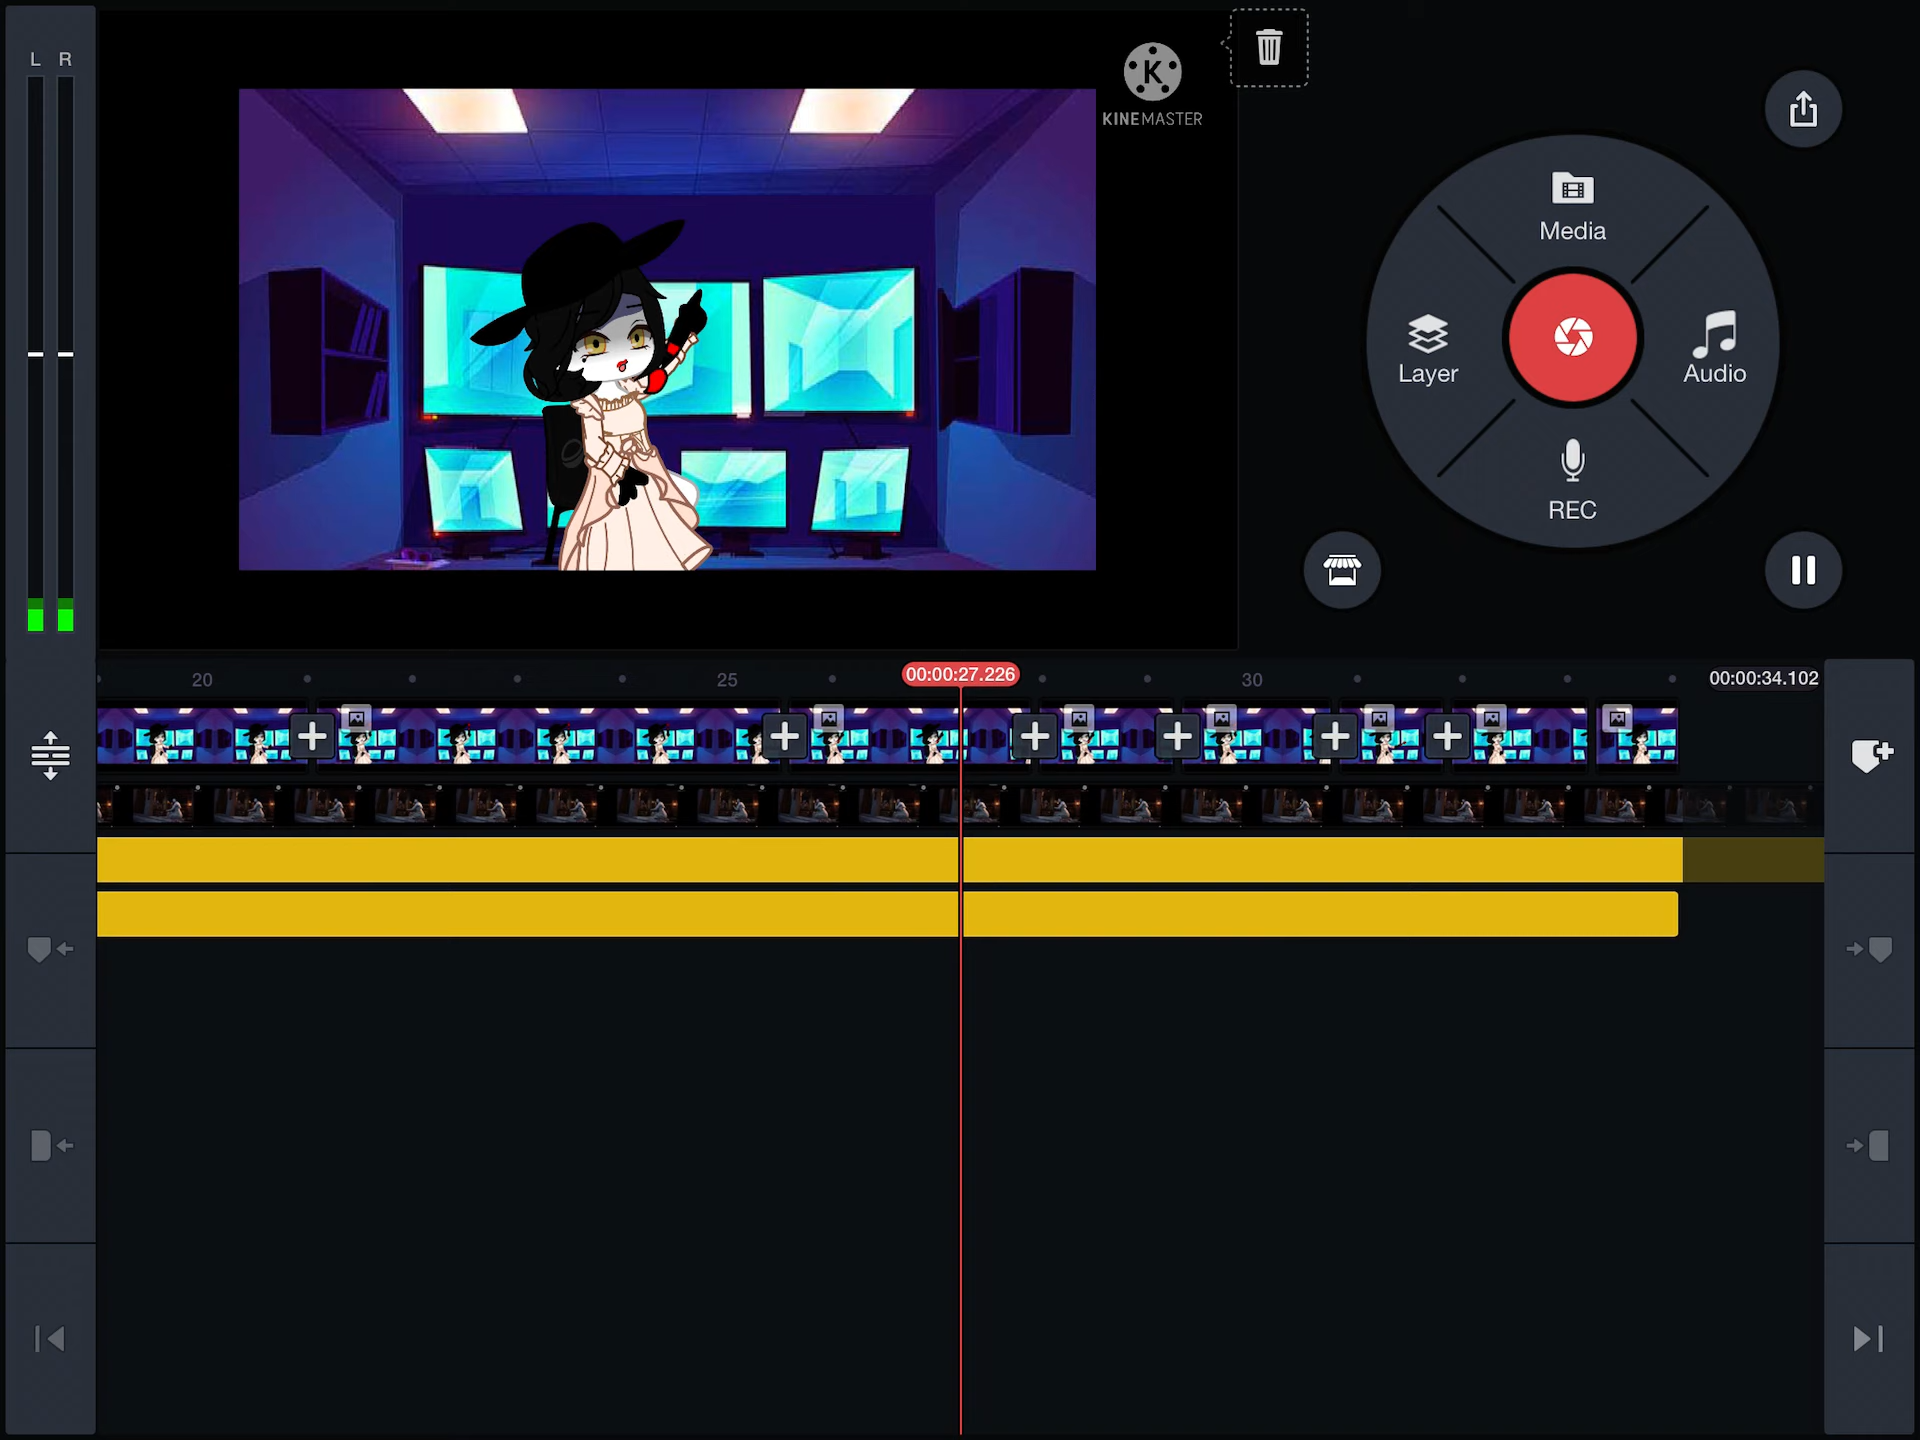 L R
K
KINEMASTER
Media
Layer
Audio
REC
20
25
00:00:27.226
30
00:00:34.102